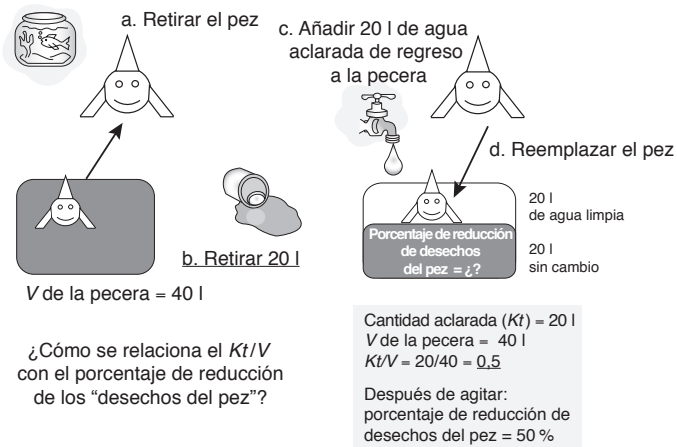 a. Retirar el pez
c. Añadir 20 l de agua
aclarada de regreso
a la pecera
d. Reemplazar el pez
b. Retirar 20 l
V de la pecera = 40 l
20 l
de agua limpia
Porcentaje de reducción
de desechos
del pez = ¿?
20 l
sin cambio
¿Cómo se relaciona el Kt/V
con el porcentaje de reducción
de los “desechos del pez”?
Cantidad aclarada (Kt) = 20 l
V de la pecera = 40 l
Kt/V = 20/40 = 0,5
Después de agitar:
porcentaje de reducción de
desechos del pez = 50 %